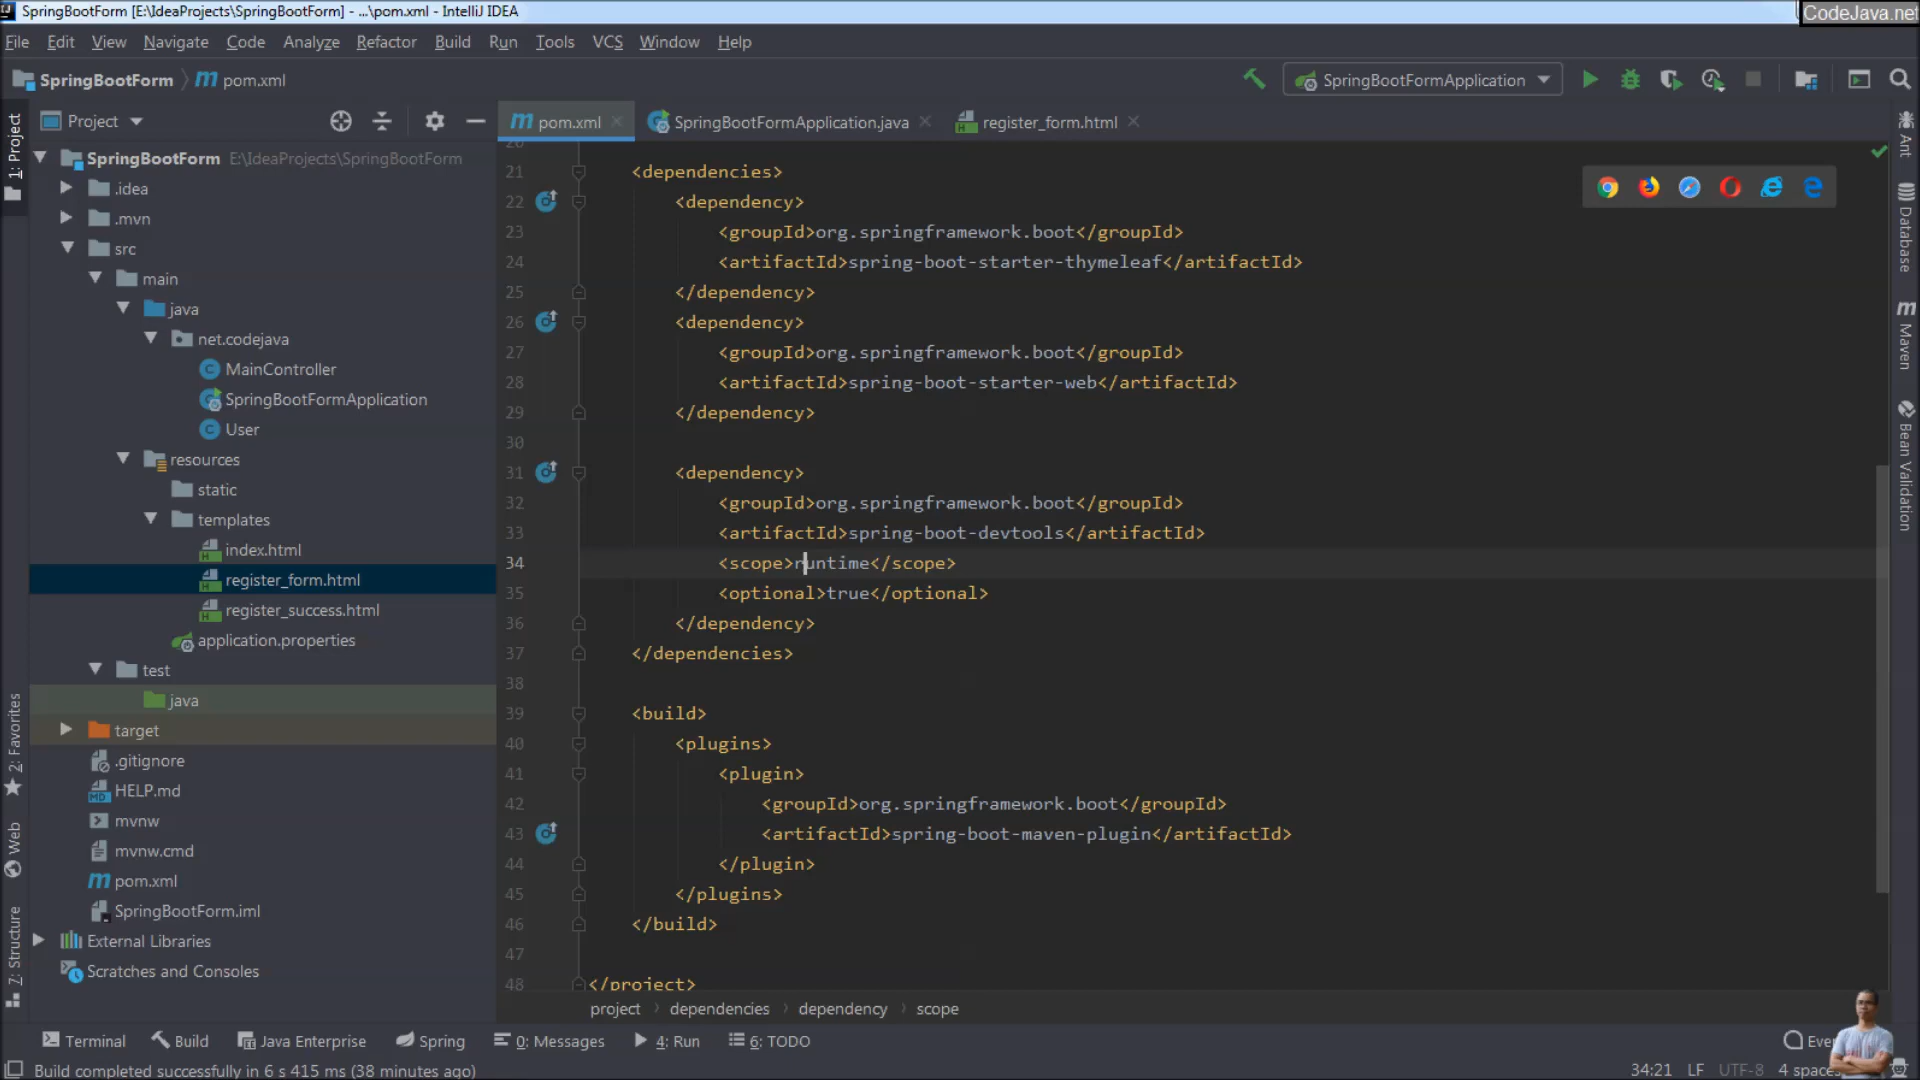 SpringBootForm [E:\IdeaProjects\SpringBootForm] - ...\pom.xml - IntelliJ IDEA
CodeJava.net
File Edit View Navigate Code Analyze Refactor Build Run Tools VCS Window Help
SpringBootForm pom.xml
SpringBootFormApplication
Project
pom.xml
SpringBootFormApplication.java
register_form.html
1: Project
2: Favorites
Web
Z: Structure
Ant
Database
Maven
Bean Validation
SpringBootForm E:\IdeaProjects\SpringBootForm
.idea
.mvn
src
main
java
net.codejava
MainController
SpringBootFormApplication
User
resources
static
templates
index.html
register_form.html
register_success.html
application.properties
test
java
target
.gitignore
HELP.md
mvnw
mvnw.cmd
pom.xml
SpringBootForm.iml
External Libraries
Scratches and Consoles
20
21 <dependencies>
22 <dependency>
23 <groupId>org.springframework.boot</groupId>
24 <artifactId>spring-boot-starter-thymeleaf</artifactId>
25 </dependency>
26 <dependency>
27 <groupId>org.springframework.boot</groupId>
28 <artifactId>spring-boot-starter-web</artifactId>
29 </dependency>
30
31 <dependency>
32 <groupId>org.springframework.boot</groupId>
33 <artifactId>spring-boot-devtools</artifactId>
34 <scope>runtime</scope>
35 <optional>true</optional>
36 </dependency>
37 </dependencies>
38
39 <build>
40 <plugins>
41 <plugin>
42 <groupId>org.springframework.boot</groupId>
43 <artifactId>spring-boot-maven-plugin</artifactId>
44 </plugin>
45 </plugins>
46 </build>
47
48 </project>
project dependencies dependency scope
Terminal Build Java Enterprise Spring 0: Messages 4: Run 6: TODO
Build completed successfully in 6 s 415 ms (38 minutes ago)
34:21 LF UTF-8 4 spaces